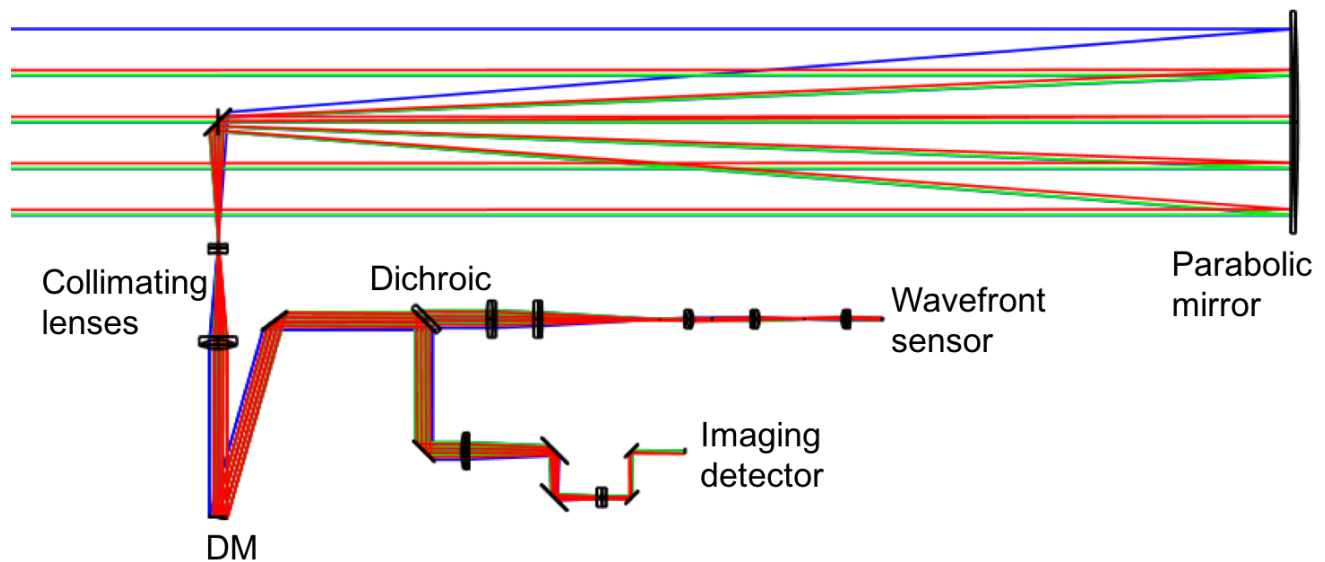 Collimating
lenses
Dichroic
Wavefront
sensor
Parabolic
mirror
Imaging
detector
DM